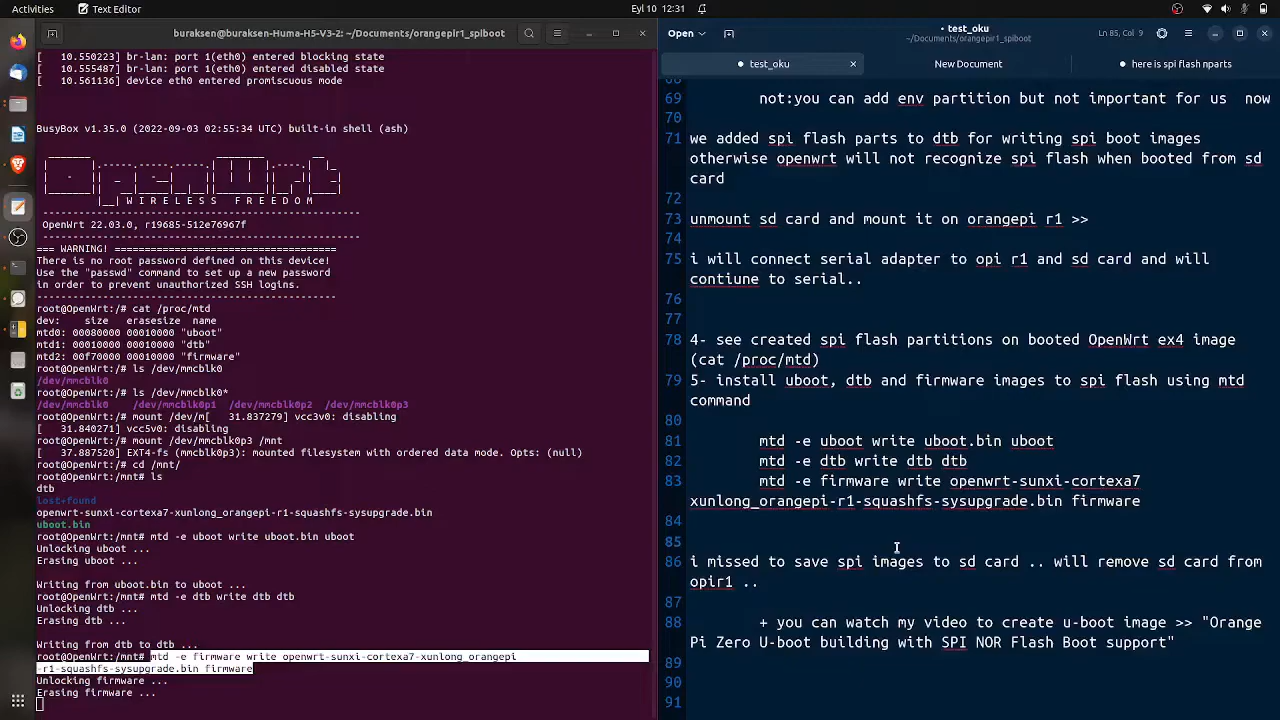 Activities
Text Editor
Eyl 10 12:31
buraksen@buraksen-Huma-H5-V3-2: ~/Documents/orangepir1_spiboot
[   10.550223] br-lan: port 1(eth0) entered blocking state
[   10.555487] br-lan: port 1(eth0) entered disabled state
[   10.561136] device eth0 entered promiscuous mode
BusyBox v1.35.0 (2022-09-03 02:55:34 UTC) built-in shell (ash)
W I R E L E S S   F R E E D O M
OpenWrt 22.03.0, r19685-512e76967f
=== WARNING! =====================================
There is no root password defined on this device!
Use the "passwd" command to set up a new password
in order to prevent unauthorized SSH logins.
root@OpenWrt:/# cat /proc/mtd
dev:    size   erasesize  name
mtd0: 00080000 00010000 "uboot"
mtd1: 00010000 00010000 "dtb"
mtd2: 00f70000 00010000 "firmware"
root@OpenWrt:/# ls /dev/mmcblk0
/dev/mmcblk0
root@OpenWrt:/# ls /dev/mmcblk0*
/dev/mmcblk0    /dev/mmcblk0p1  /dev/mmcblk0p2  /dev/mmcblk0p3
root@OpenWrt:/# mount /dev/m[   31.837279] vcc3v0: disabling
[   31.840271] vcc5v0: disabling
root@OpenWrt:/# mount /dev/mmcblk0p3 /mnt
[   37.887520] EXT4-fs (mmcblk0p3): mounted filesystem with ordered data mode. Opts: (null)
root@OpenWrt:/# cd /mnt/
root@OpenWrt:/mnt# ls
dtb
lost+found
openwrt-sunxi-cortexa7-xunlong_orangepi-r1-squashfs-sysupgrade.bin
uboot.bin
root@OpenWrt:/mnt# mtd -e uboot write uboot.bin uboot
Unlocking uboot ...
Erasing uboot ...
Writing from uboot.bin to uboot ...
root@OpenWrt:/mnt# mtd -e dtb write dtb dtb
Unlocking dtb ...
Erasing dtb ...
Writing from dtb to dtb ...
root@OpenWrt:/mnt# mtd -e firmware write openwrt-sunxi-cortexa7-xunlong_orangepi
-r1-squashfs-sysupgrade.bin firmware
Unlocking firmware ...
Erasing firmware ...
Open
• test_oku
~/Documents/orangepir1_spiboot
Ln 85, Col 9
• test_oku
New Document
• here is spi flash nparts
68
69 not:you can add env partition but not important for us  now
70
71 we added spi flash parts to dtb for writing spi boot images
otherwise openwrt will not recognize spi flash when booted from sd
card
72
73 unmount sd card and mount it on orangepi r1 >>
74
75 i will connect serial adapter to opi r1 and sd card and will
contiune to serial..
76
77
78 4- see created spi flash partitions on booted OpenWrt ex4 image
(cat /proc/mtd)
79 5- install uboot, dtb and firmware images to spi flash using mtd
command
80
81 mtd -e uboot write uboot.bin uboot
82 mtd -e dtb write dtb dtb
83 mtd -e firmware write openwrt-sunxi-cortexa7
xunlong_orangepi-r1-squashfs-sysupgrade.bin firmware
84
85
86 i missed to save spi images to sd card .. will remove sd card from
opir1 ..
87
88 + you can watch my video to create u-boot image >> "Orange
Pi Zero U-boot building with SPI NOR Flash Boot support"
89
90
91